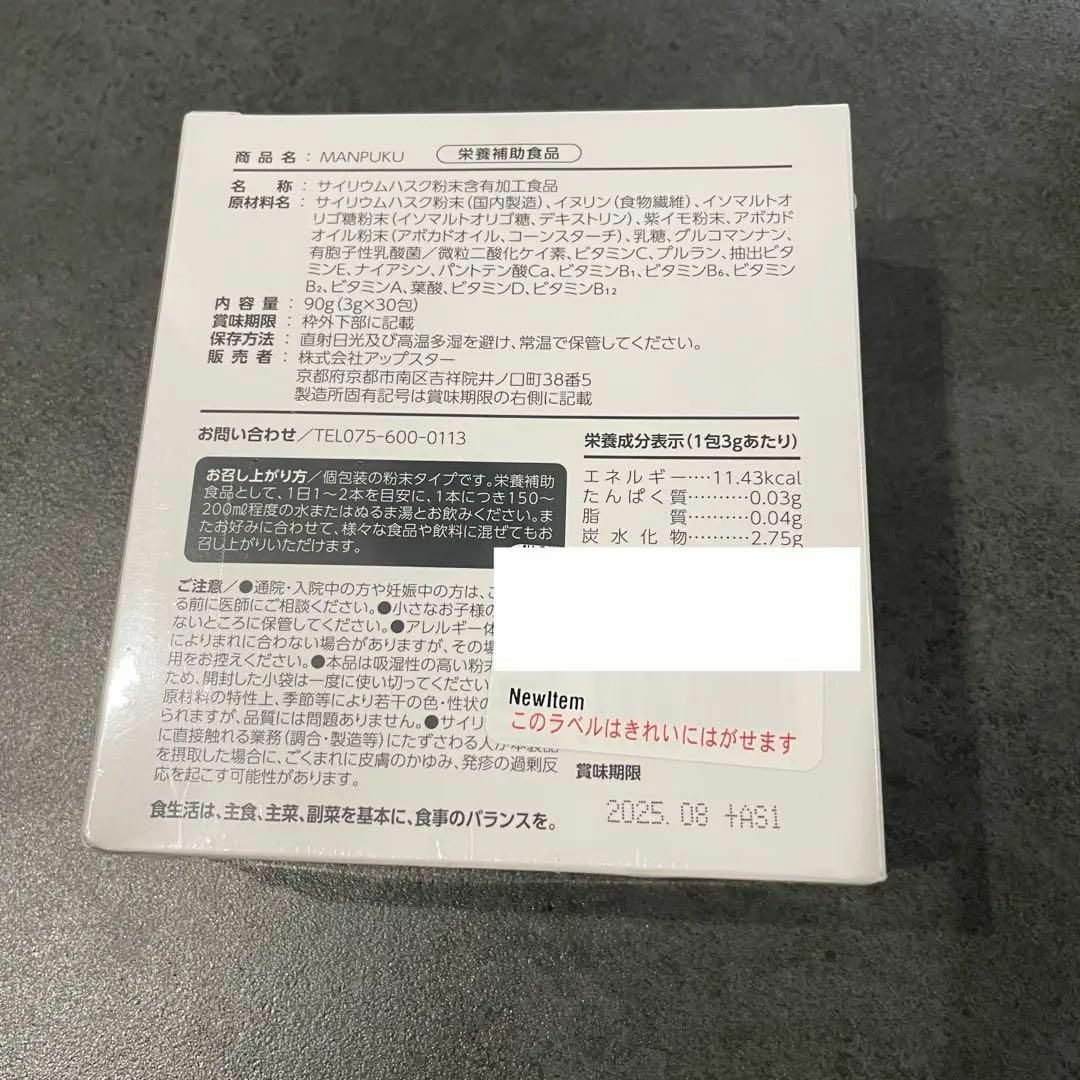 商品名：MANPUKU 栄養補助食品
名称：サイリウムハスク粉末含有加工食品
原材料名：サイリウムハスク粉末(国内製造)、イヌリン(食物繊維)、イソマルトオ
リゴ糖粉末(イソマルトオリゴ糖、デキストリン)、紫イモ粉末、アボカド
オイル粉末(アボカドオイル、コーンスターチ)、乳糖、グルコマンナン、
有胞子性乳酸菌／微粒二酸化ケイ素、ビタミンC、プルラン、抽出ビタ
ミンE、ナイアシン、パントテン酸Ca、ビタミンB₁、ビタミンB₆、ビタミン
B₂、ビタミンA、葉酸、ビタミンD、ビタミンB₁₂
内容量：90g(3g×30包)
賞味期限：枠外下部に記載
保存方法：直射日光及び高温多湿を避け、常温で保管してください。
販売者：株式会社アップスター
京都府京都市南区吉祥院井ノ口町38番5
製造所固有記号は賞味期限の右側に記載
お問い合わせ／TEL075-600-0113
お召し上がり方／個包装の粉末タイプです。栄養補助
食品として、1日1～2本を目安に、1本につき150～
200㎖程度の水またはぬるま湯とお飲みください。ま
たお好みに合わせて、様々な食品や飲料に混ぜてもお
召し上がりいただけます。
栄養成分表示(1包3gあたり)
エネルギー‥‥11.43kcal
たんぱく質‥‥‥‥‥0.03g
脂質‥‥‥‥‥0.04g
炭水化物‥‥‥‥‥2.75g
ご注意／●通院・入院中の方や妊娠中の方は、
る前に医師にご相談ください。●小さなお子様の
ないところに保管してください。●アレルギー体
によりまれに合わない場合がありますが、その場
用をお控えください。●本品は吸湿性の高い粉末
ため、開封した小袋は一度に使い切ってください
原材料の特性上、季節等により若干の色・性状の
られますが、品質には問題ありません。●サイリ
に直接触れる業務(調合・製造等)にたずさわる人が本製品
を摂取した場合に、ごくまれに皮膚のかゆみ、発疹の過剰反
応を起こす可能性があります。
食生活は、主食、主菜、副菜を基本に、食事のバランスを。
NewItem
このラベルはきれいにはがせます
賞味期限
2025.08 +AS1